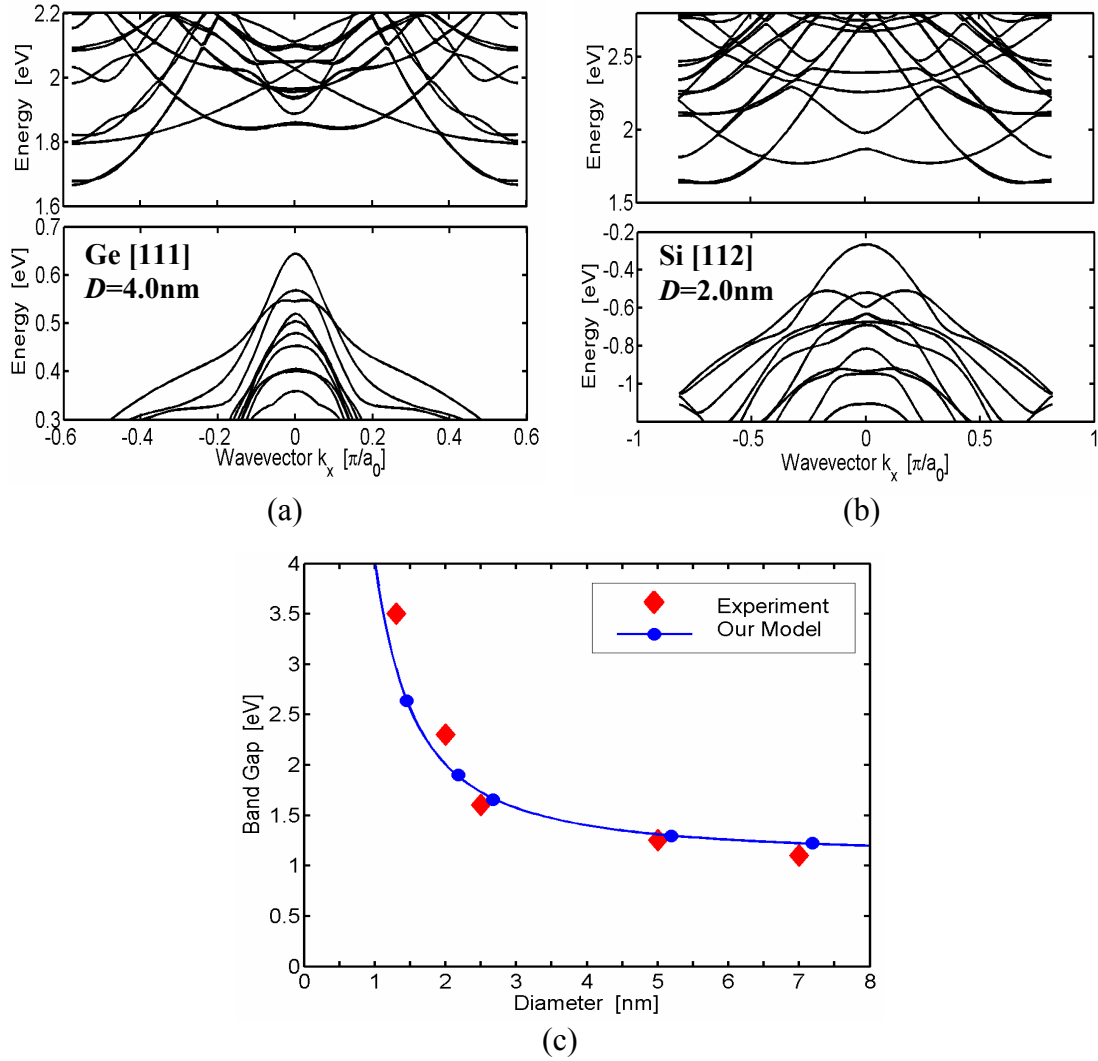 2.2
2
1.8
1.6
Energy [eV]
0.7
0.6
0.5
0.4
0.3
Energy [eV]
Ge [111]
D=4.0nm
-0.6 -0.4 -0.2 0 0.2 0.4 0.6
Wavevector k_x [π/a_0]
(a)
2.5
2
1.5
Energy [eV]
-0.2
-0.4
-0.6
-0.8
-1
Energy [eV]
Si [112]
D=2.0nm
-1 -0.5 0 0.5 1
Wavevector k_x [π/a_0]
(b)
4
3.5
3
2.5
2
1.5
1
0.5
0
Band Gap [eV]
Experiment
Our Model
0 1 2 3 4 5 6 7 8
Diameter [nm]
(c)